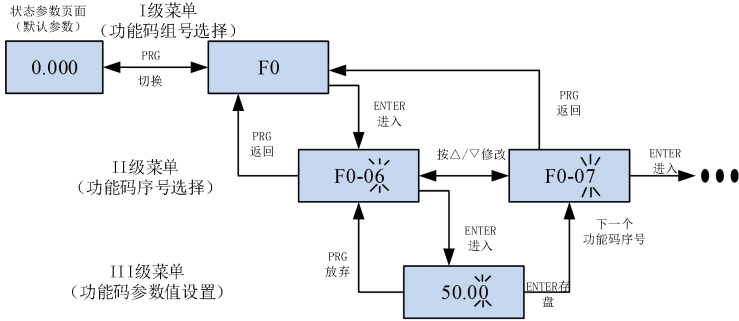 状态参数页面
(默认参数)
I级菜单
(功能码组号选择)
0.000
PRG
切换
F0
PRG
返回
ENTER
进入
PRG
返回
II级菜单
(功能码序号选择)
F0-06
按△/▽修改
F0-07
ENTER
进入
III级菜单
(功能码参数值设置)
PRG
放弃
ENTER
进入
下一个
功能码序号
50.00
ENTER存
盘